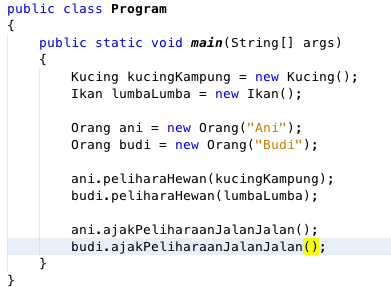 public class Program
{
    public static void main(String[] args)
    {
        Kucing kucingKampung = new Kucing();
        Ikan lumbaLumba = new Ikan();

        Orang ani = new Orang("Ani");
        Orang budi = new Orang("Budi");

        ani.peliharaHewan(kucingKampung);
        budi.peliharaHewan(lumbaLumba);

        ani.ajakPeliharaanJalanJalan();
        budi.ajakPeliharaanJalanJalan();
    }
}